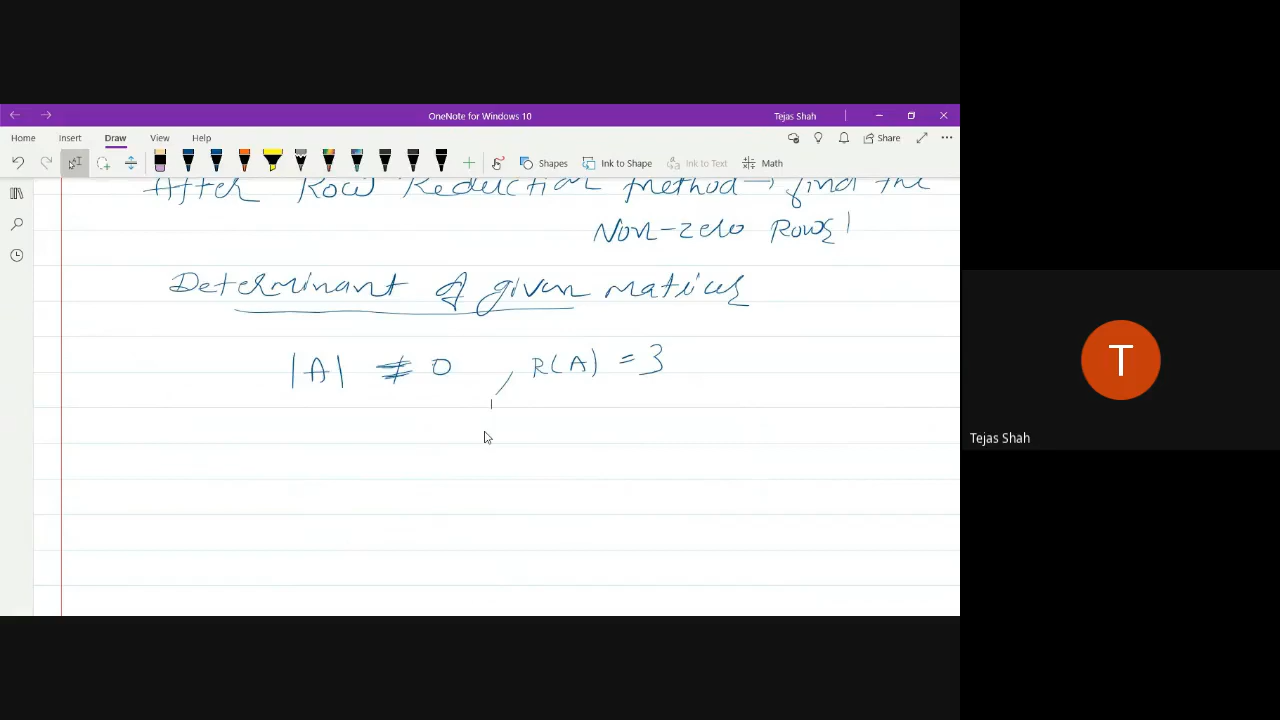 OneNote for Windows 10
Tejas Shah
Home Insert Draw View Help
Share
Shapes Ink to Shape Ink to Text Math
After Row Reduction method → find the
Non-zero Rows
Determinant of given matrices
|A| ≠ 0 , R(A) = 3
T
Tejas Shah